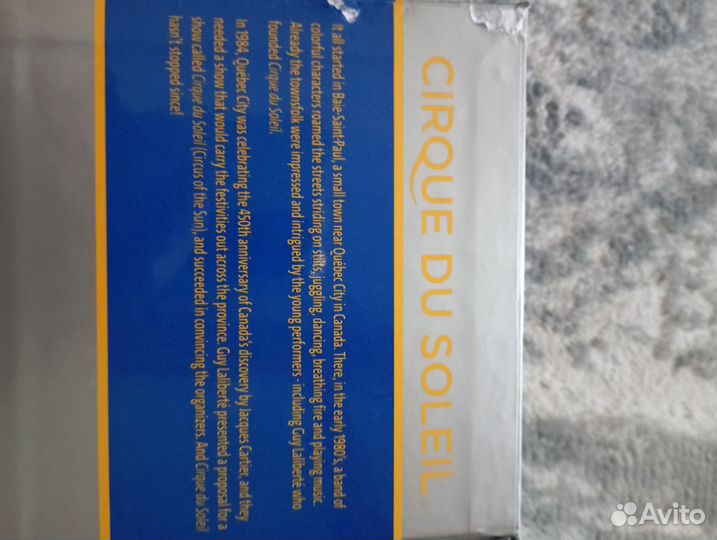 CIRQUE DU SOLEIL
It all started in Baie-Saint-Paul, a small town near Québec City in Canada. There, in the early 1980's, a band of
colorful characters roamed the streets striding on stilts, juggling, dancing, breathing fire and playing music.
Already the townsfolk were impressed and intrigued by the young performers - including Guy Laliberté who
founded Cirque du Soleil.
In 1984, Québec City was celebrating the 450th anniversary of Canada's discovery by Jacques Cartier, and they
needed a show that would carry the festivities out across the province. Guy Laliberté presented a proposal for a
show called Cirque du Soleil (Circus of the Sun), and succeeded in convincing the organizers. And Cirque du Soleil
hasn't stopped since!
Avito